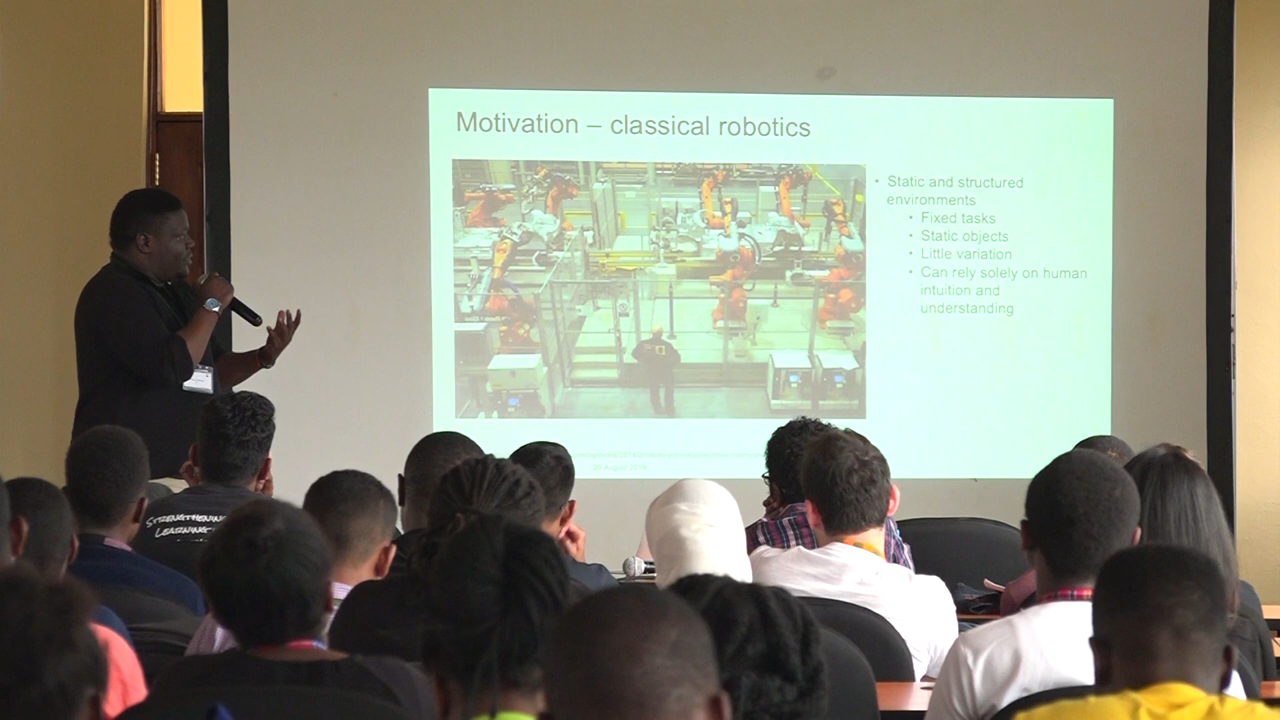 Motivation – classical robotics
• Static and structured
environments
• Fixed tasks
• Static objects
• Little variation
• Can rely solely on human
intuition and
understanding
STRENGTHENING